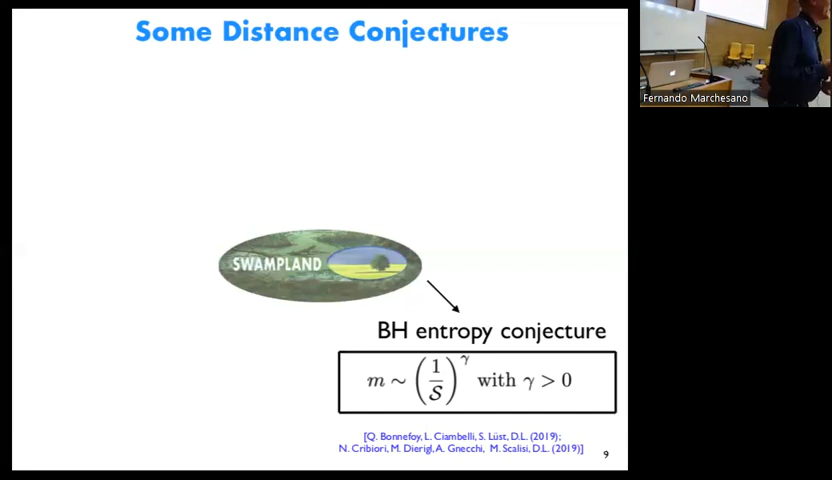 Some Distance Conjectures
Fernando Marchesano
SWAMPLAND
BH entropy conjecture
m ∼ (1/𝒮)^γ with γ > 0
[Q. Bonnefoy, L. Ciambelli, S. Lüst, D.L. (2019);
N. Cribiori, M. Dierigl, A. Gnecchi, M. Scalisi, D.L. (2019)]
9